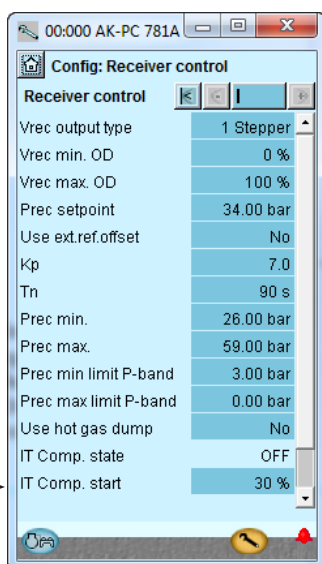 00:000 AK-PC 781A
Config: Receiver control
Receiver control
Vrec output type 1 Stepper
Vrec min. OD 0 %
Vrec max. OD 100 %
Prec setpoint 34.00 bar
Use ext.ref.offset No
Kp 7.0
Tn 90 s
Prec min. 26.00 bar
Prec max. 59.00 bar
Prec min limit P-band 3.00 bar
Prec max limit P-band 0.00 bar
Use hot gas dump No
IT Comp. state OFF
IT Comp. start 30 %